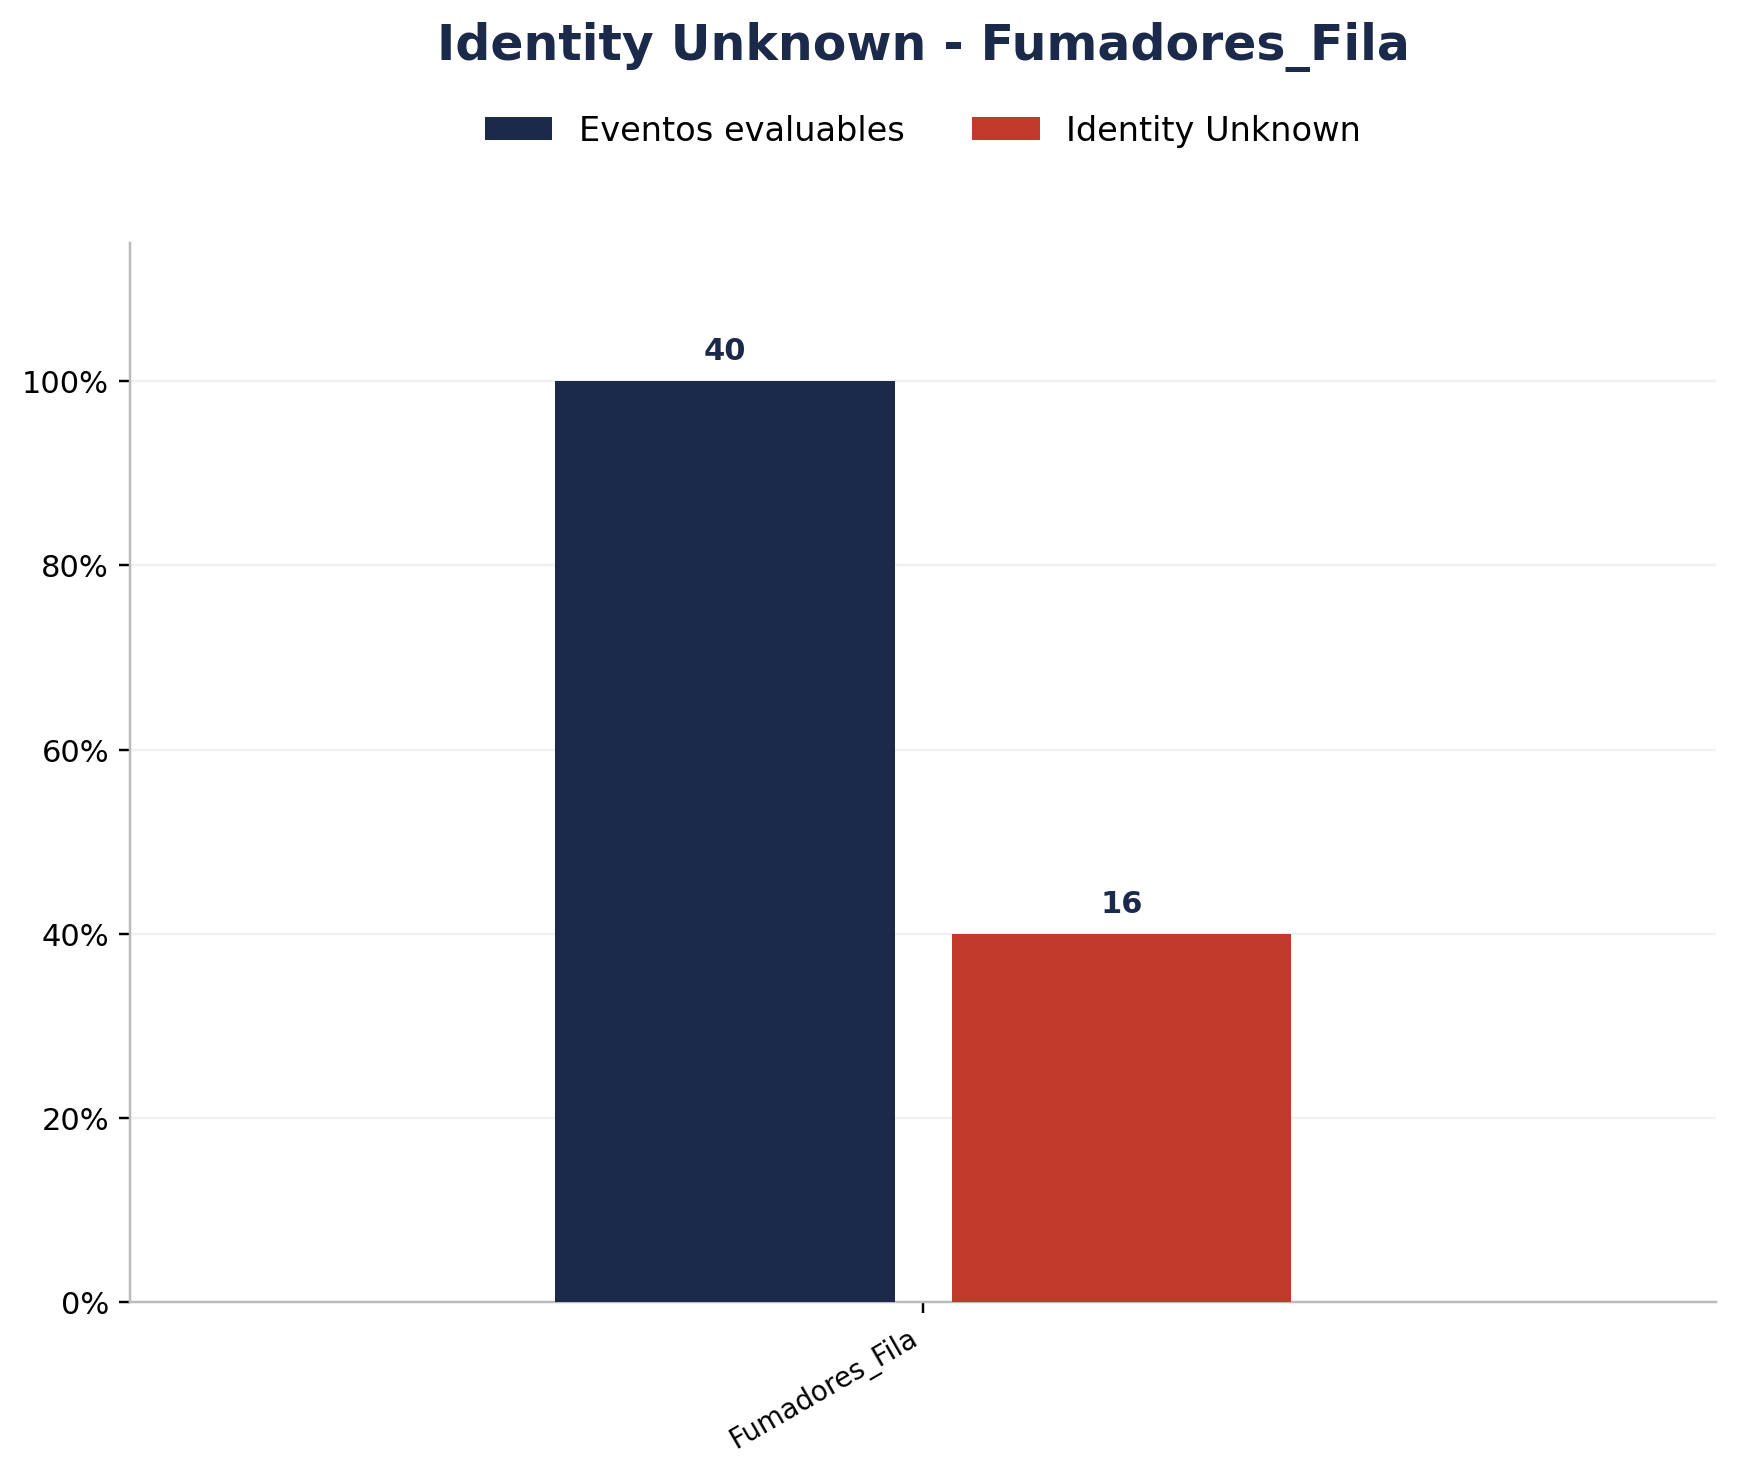 Identity Unknown - Fumadores_Fila
Eventos evaluables
Identity Unknown
40
100%
80%
60%
16
40%
20%
0%
Fumadores_Fila